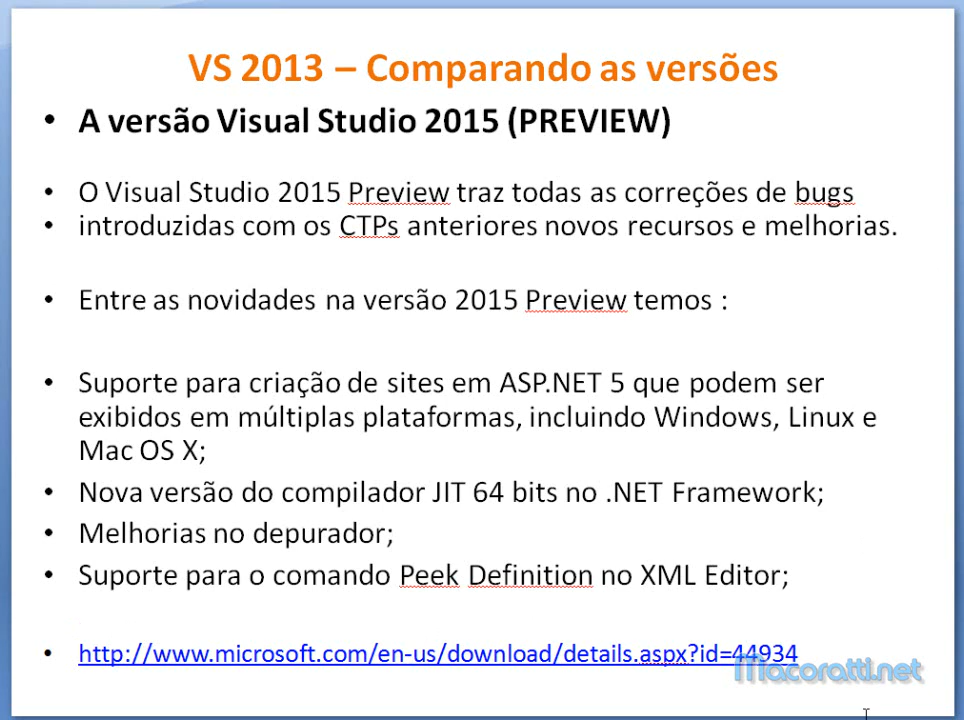 VS 2013 – Comparando as versões
• A versão Visual Studio 2015 (PREVIEW)
• O Visual Studio 2015 Preview traz todas as correções de bugs
• introduzidas com os CTPs anteriores novos recursos e melhorias.
• Entre as novidades na versão 2015 Preview temos :
• Suporte para criação de sites em ASP.NET 5 que podem ser
exibidos em múltiplas plataformas, incluindo Windows, Linux e
Mac OS X;
• Nova versão do compilador JIT 64 bits no .NET Framework;
• Melhorias no depurador;
• Suporte para o comando Peek Definition no XML Editor;
• http://www.microsoft.com/en-us/download/details.aspx?id=44934
Macoratti.net